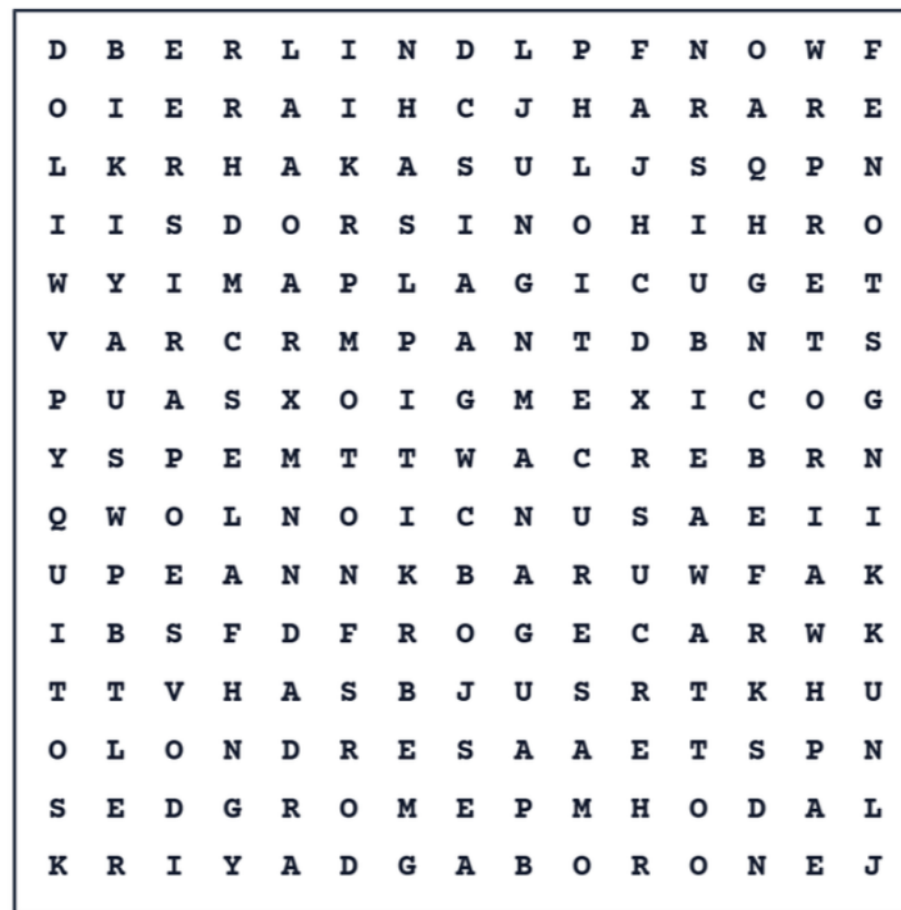 D B E R L I N D L P F N O W F
O I E R A I H C J H A R A R E
L K R H A K A S U L J S Q P N
I I S D O R S I N O H I H R O
W Y I M A P L A G I C U G E T
V A R C R M P A N T D B N T S
P U A S X O I G M E X I C O G
Y S P E M T T W A C R E B R N
Q W O L N O I C N U S A E I I
U P E A N N K B A R U W F A K
I B S F D F R O G E C A R W K
T T V H A S B J U S R T K H U
O L O N D R E S A A E T S P N
S E D G R O M E P M H O D A L
K R I Y A D G A B O R O N E J